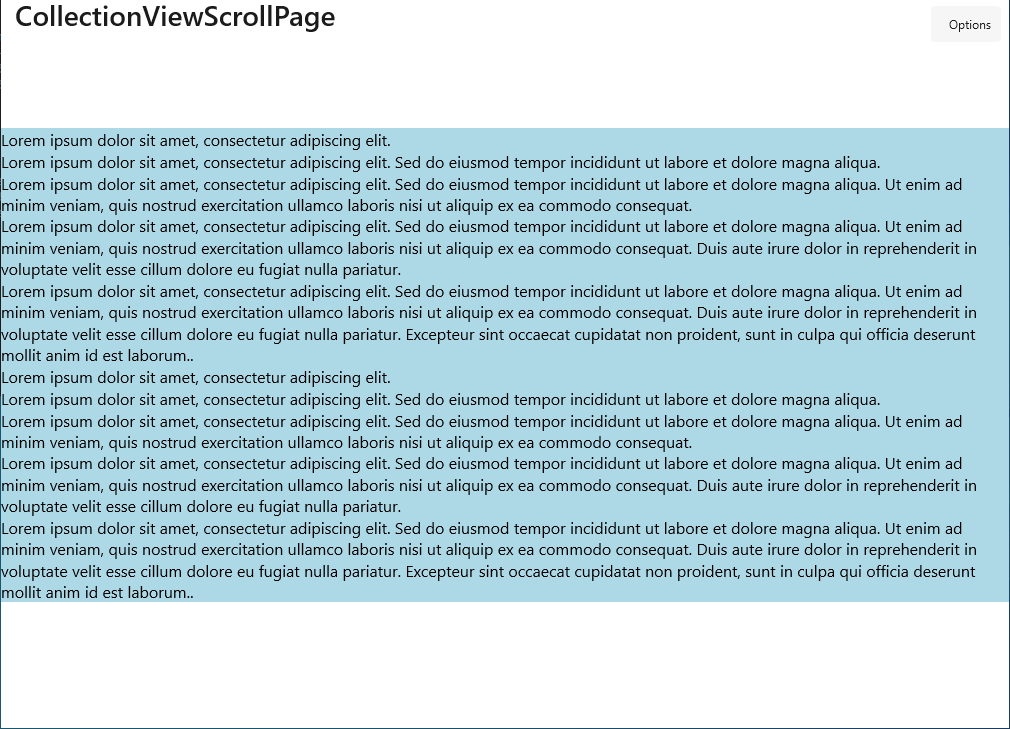 CollectionViewScrollPage
Options
Lorem ipsum dolor sit amet, consectetur adipiscing elit.
Lorem ipsum dolor sit amet, consectetur adipiscing elit. Sed do eiusmod tempor incididunt ut labore et dolore magna aliqua.
Lorem ipsum dolor sit amet, consectetur adipiscing elit. Sed do eiusmod tempor incididunt ut labore et dolore magna aliqua. Ut enim ad
minim veniam, quis nostrud exercitation ullamco laboris nisi ut aliquip ex ea commodo consequat.
Lorem ipsum dolor sit amet, consectetur adipiscing elit. Sed do eiusmod tempor incididunt ut labore et dolore magna aliqua. Ut enim ad
minim veniam, quis nostrud exercitation ullamco laboris nisi ut aliquip ex ea commodo consequat. Duis aute irure dolor in reprehenderit in
voluptate velit esse cillum dolore eu fugiat nulla pariatur.
Lorem ipsum dolor sit amet, consectetur adipiscing elit. Sed do eiusmod tempor incididunt ut labore et dolore magna aliqua. Ut enim ad
minim veniam, quis nostrud exercitation ullamco laboris nisi ut aliquip ex ea commodo consequat. Duis aute irure dolor in reprehenderit in
voluptate velit esse cillum dolore eu fugiat nulla pariatur. Excepteur sint occaecat cupidatat non proident, sunt in culpa qui officia deserunt
mollit anim id est laborum..
Lorem ipsum dolor sit amet, consectetur adipiscing elit.
Lorem ipsum dolor sit amet, consectetur adipiscing elit. Sed do eiusmod tempor incididunt ut labore et dolore magna aliqua.
Lorem ipsum dolor sit amet, consectetur adipiscing elit. Sed do eiusmod tempor incididunt ut labore et dolore magna aliqua. Ut enim ad
minim veniam, quis nostrud exercitation ullamco laboris nisi ut aliquip ex ea commodo consequat.
Lorem ipsum dolor sit amet, consectetur adipiscing elit. Sed do eiusmod tempor incididunt ut labore et dolore magna aliqua. Ut enim ad
minim veniam, quis nostrud exercitation ullamco laboris nisi ut aliquip ex ea commodo consequat. Duis aute irure dolor in reprehenderit in
voluptate velit esse cillum dolore eu fugiat nulla pariatur.
Lorem ipsum dolor sit amet, consectetur adipiscing elit. Sed do eiusmod tempor incididunt ut labore et dolore magna aliqua. Ut enim ad
minim veniam, quis nostrud exercitation ullamco laboris nisi ut aliquip ex ea commodo consequat. Duis aute irure dolor in reprehenderit in
voluptate velit esse cillum dolore eu fugiat nulla pariatur. Excepteur sint occaecat cupidatat non proident, sunt in culpa qui officia deserunt
mollit anim id est laborum..